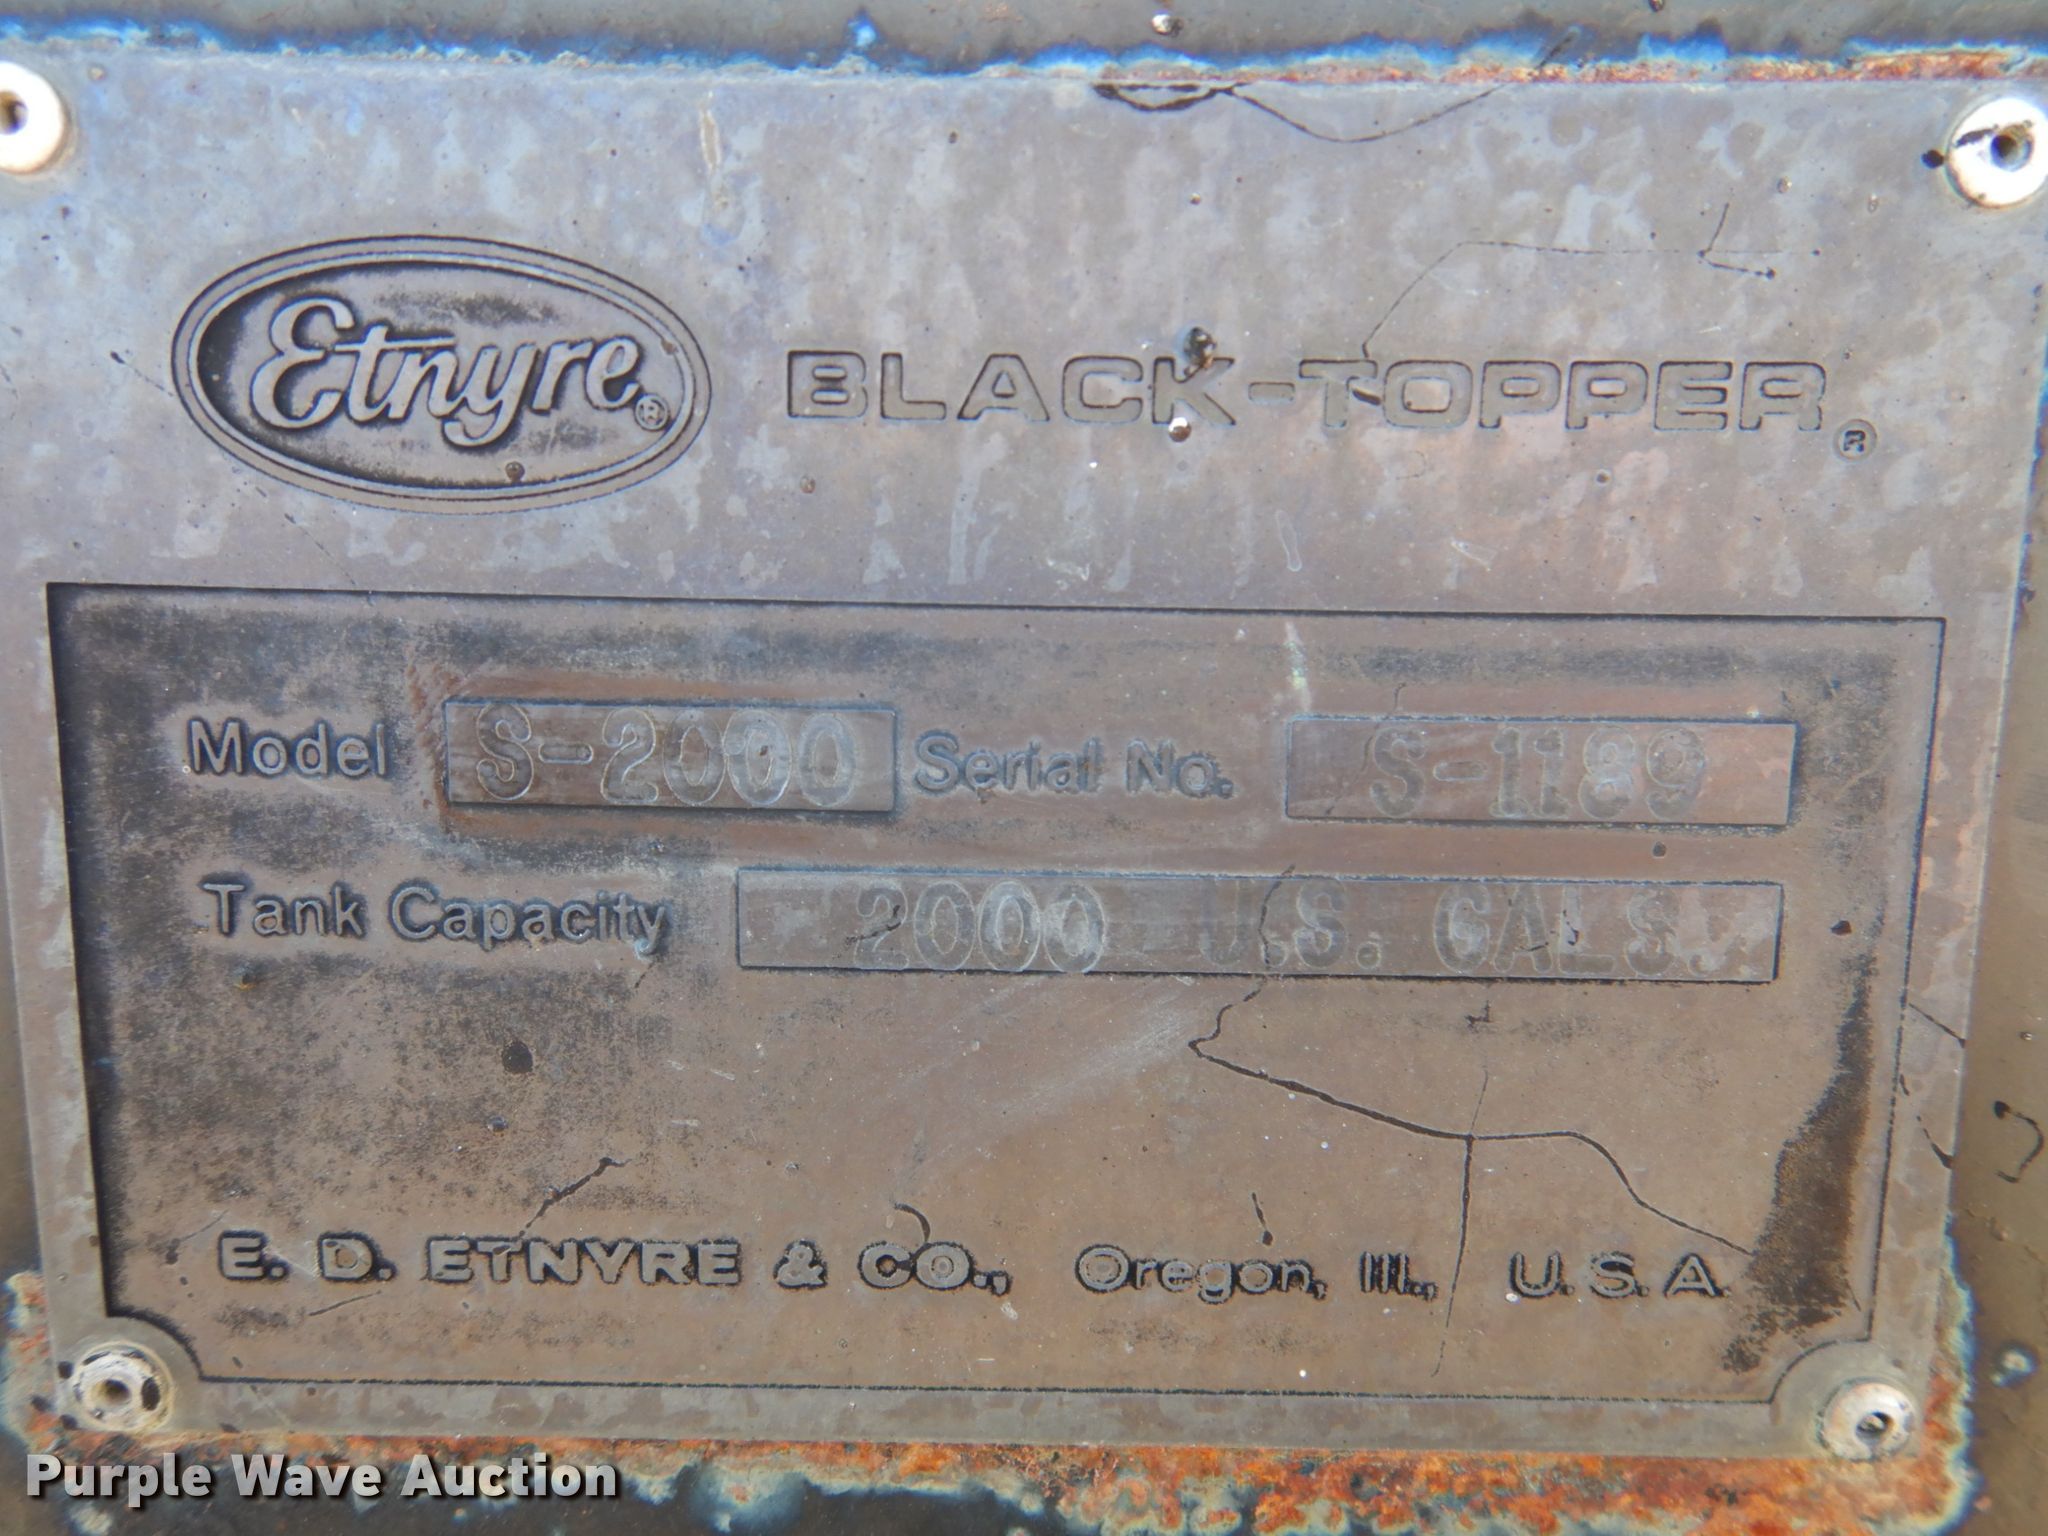 Etnyre® BLACK-TOPPER®
Model S-2000 Serial No. S-1189
Tank Capacity 2000 U.S. GALS.
E. D. ETNYRE & CO., Oregon, Ill., U.S.A.
Purple Wave Auction